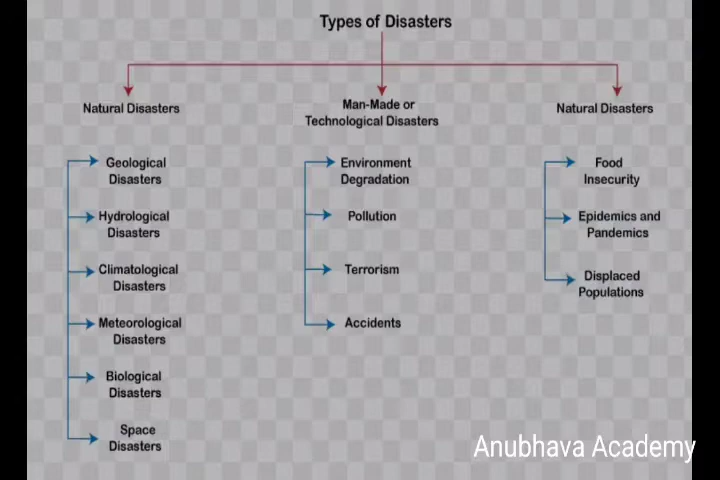 Types of Disasters
Natural Disasters
Geological
Disasters
Hydrological
Disasters
Climatological
Disasters
Meteorological
Disasters
Biological
Disasters
Space
Disasters
Man-Made or
Technological Disasters
Environment
Degradation
Pollution
Terrorism
Accidents
Natural Disasters
Food
Insecurity
Epidemics and
Pandemics
Displaced
Populations
Anubhava Academy